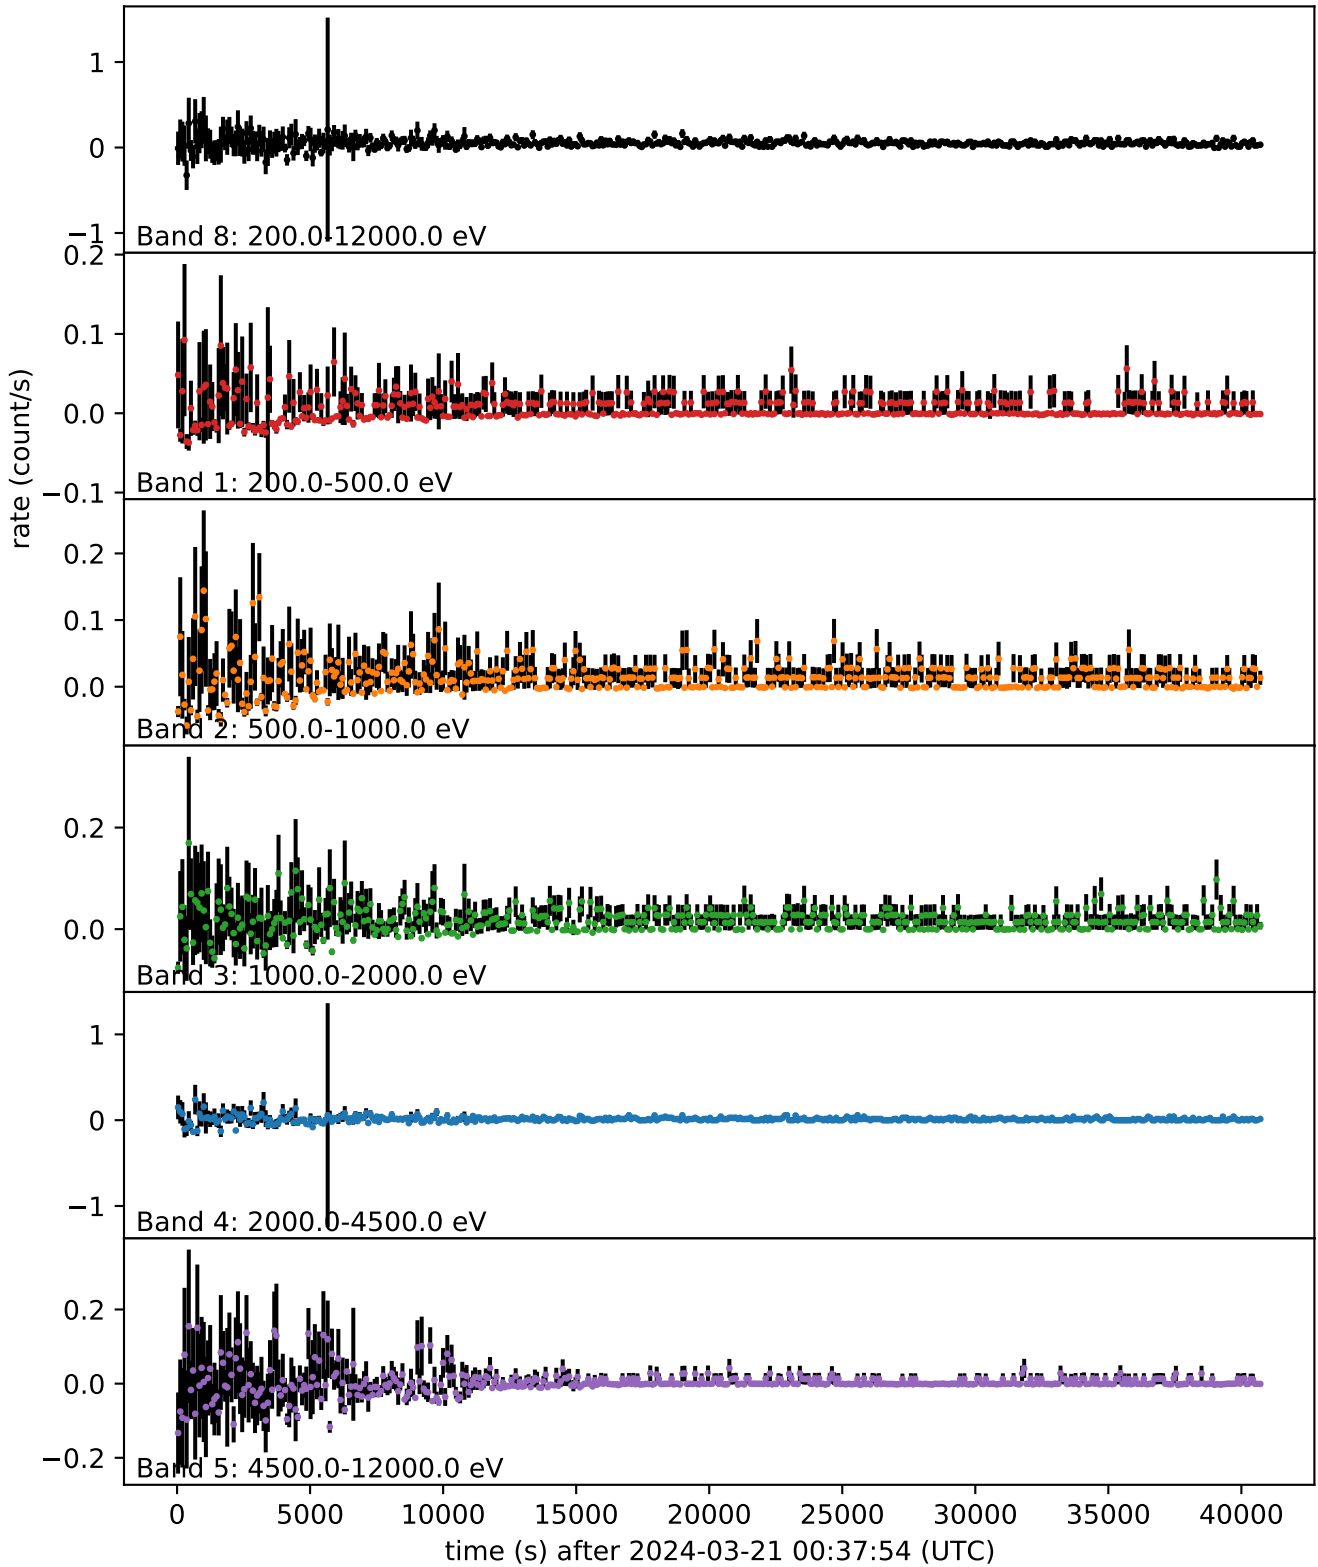 1
0
−1
Band 8: 200.0-12000.0 eV
0.2
0.1
0.0
−0.1
Band 1: 200.0-500.0 eV
rate (count/s)
0.2
0.1
0.0
Band 2: 500.0-1000.0 eV
0.2
0.0
Band 3: 1000.0-2000.0 eV
1
0
−1
Band 4: 2000.0-4500.0 eV
0.2
0.0
−0.2
Band 5: 4500.0-12000.0 eV
0 5000 10000 15000 20000 25000 30000 35000 40000
time (s) after 2024-03-21 00:37:54 (UTC)